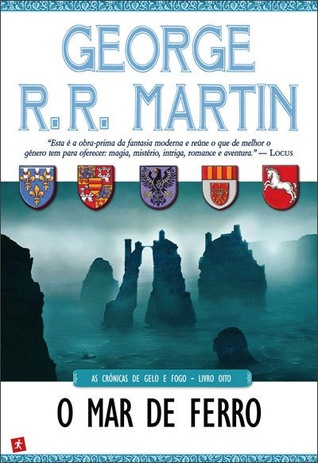 GEORGE
R. R. MARTIN
"Esta é a obra-prima da fantasia moderna e reúne o que de melhor o
género tem para oferecer: magia, mistério, intriga, romance e aventura." — LOCUS
AS CRÓNICAS DE GELO E FOGO - LIVRO OITO
O MAR DE FERRO